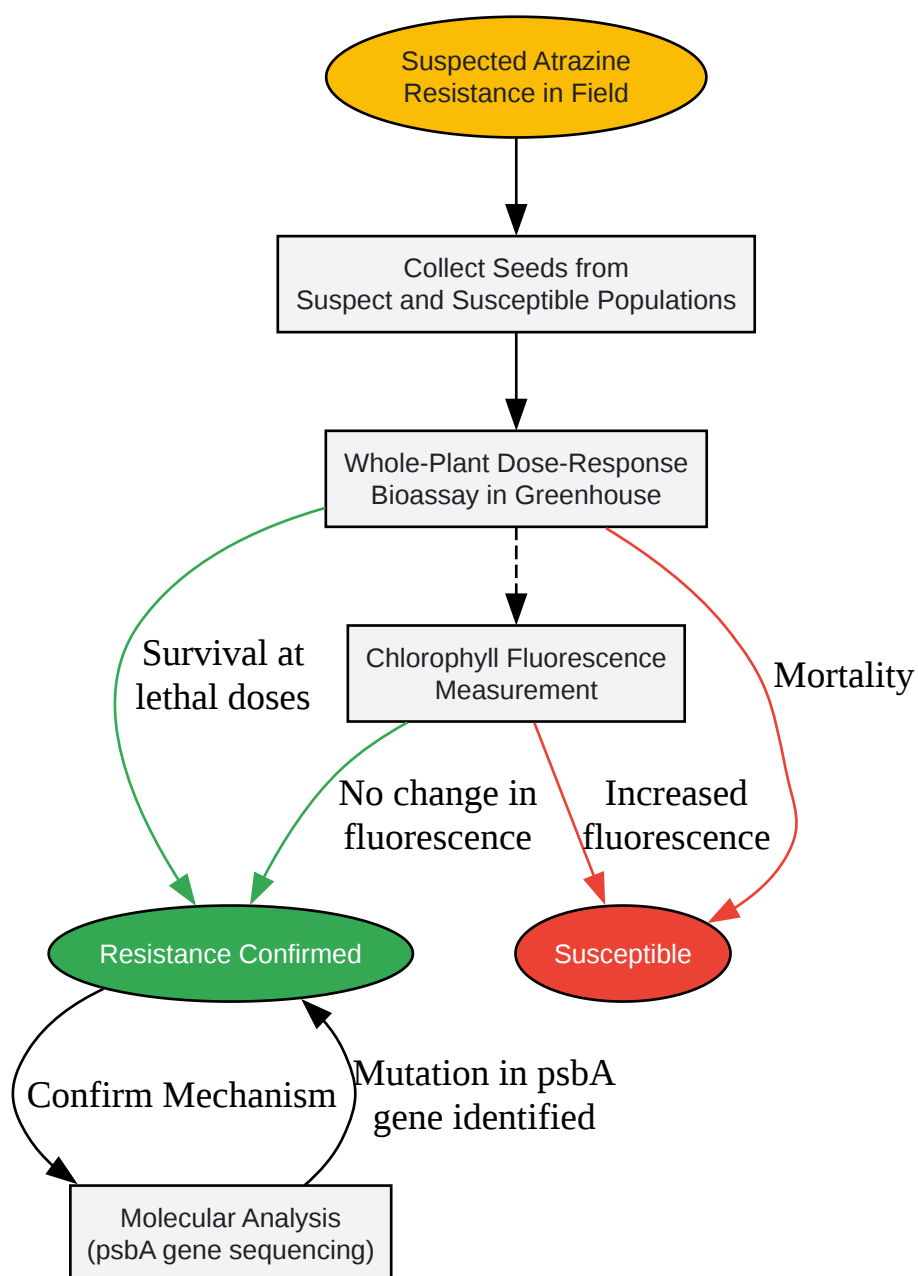 Suspected Atrazine
Resistance in Field
Collect Seeds from
Suspect and Susceptible Populations
Whole-Plant Dose-Response
Bioassay in Greenhouse
Survival at
lethal doses
Chlorophyll Fluorescence
Measurement
Mortality
No change in
fluorescence
Increased
fluorescence
Resistance Confirmed
Susceptible
Confirm Mechanism
Mutation in psbA
gene identified
Molecular Analysis
(psbA gene sequencing)